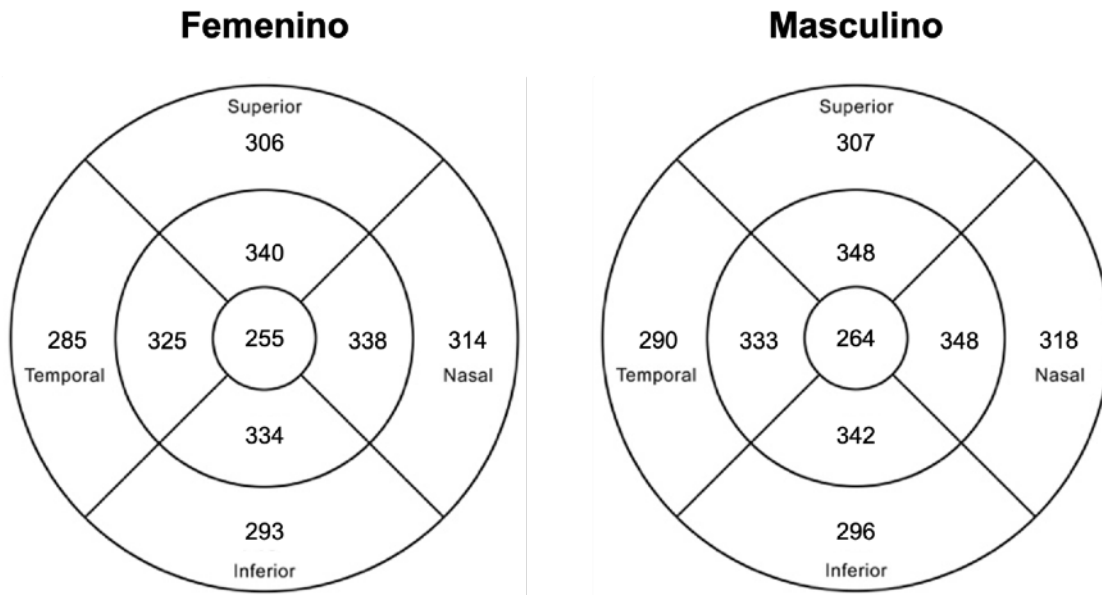 Femenino
Superior
306
340
285 325 255 338 314
Temporal Nasal
334
293
Inferior
Masculino
Superior
307
348
290 333 264 348 318
Temporal Nasal
342
296
Inferior